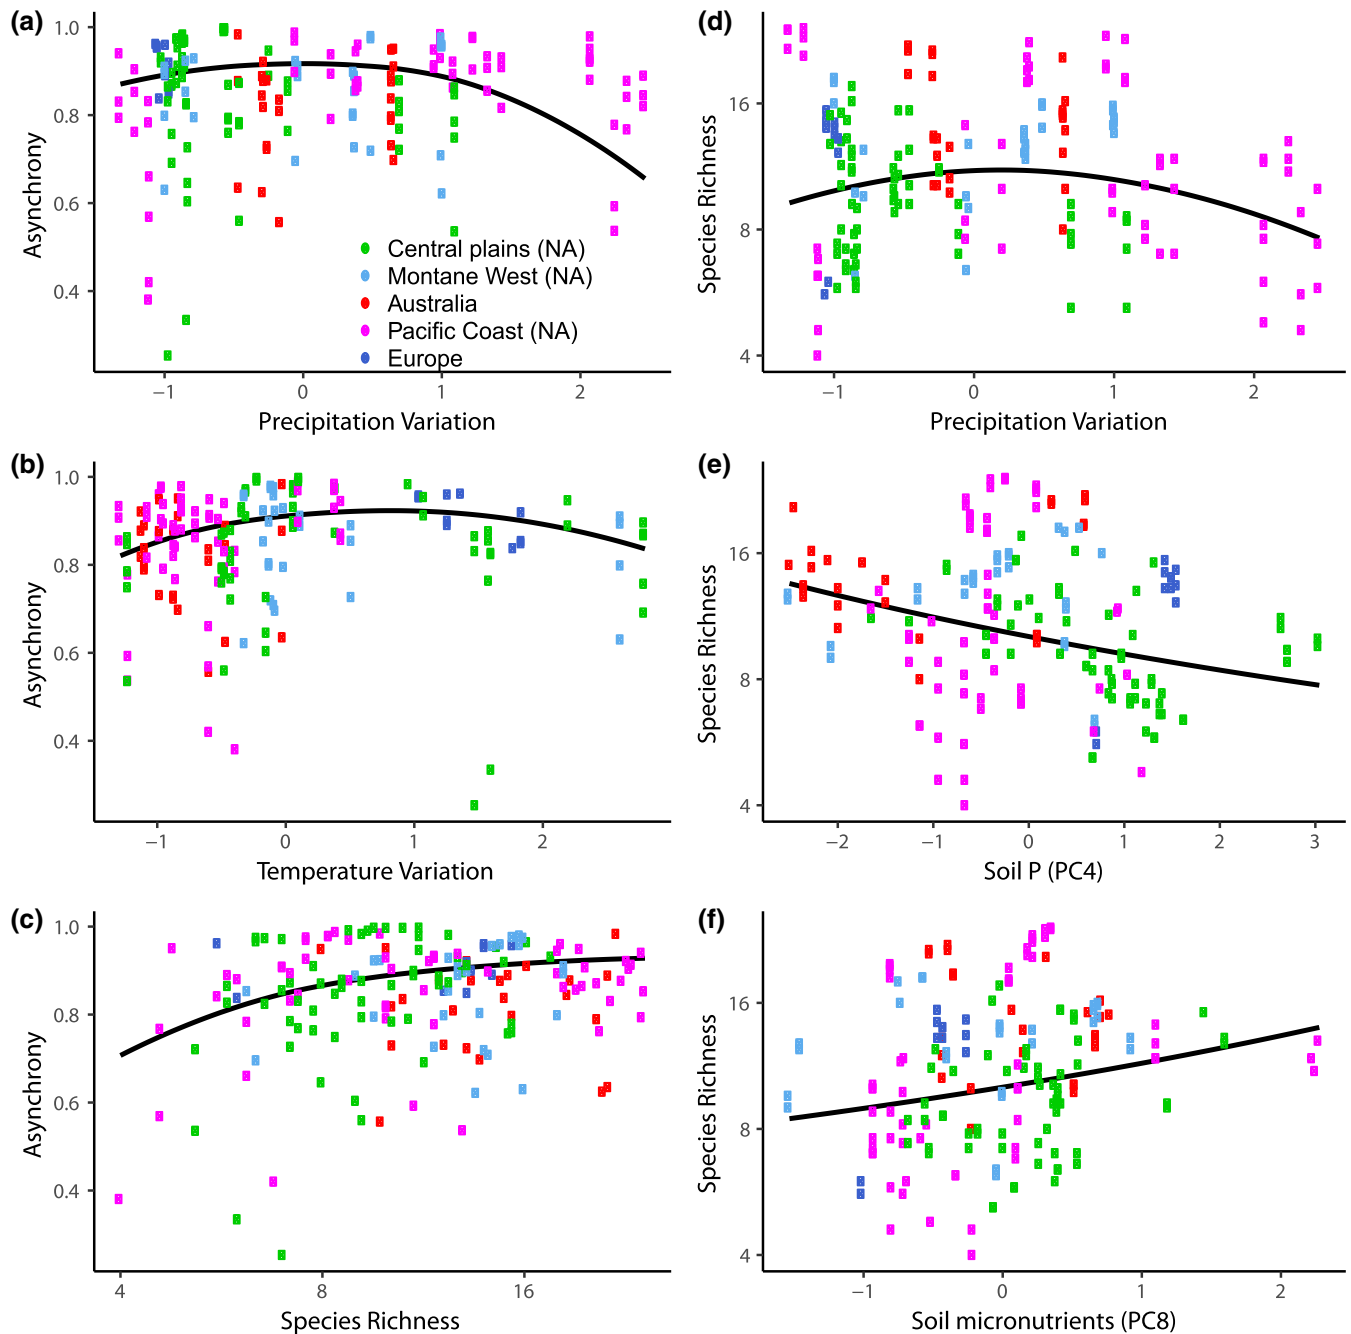 (a)
1.0
0.8
0.6
0.4
Asynchrony
Central plains (NA)
Montane West (NA)
Australia
Pacific Coast (NA)
Europe
−1 0 1 2
Precipitation Variation
(d)
16
8
4
Species Richness
−1 0 1 2
Precipitation Variation
(b)
1.0
0.8
0.6
0.4
Asynchrony
−1 0 1 2
Temperature Variation
(e)
16
8
4
Species Richness
−2 −1 0 1 2 3
Soil P (PC4)
(c)
1.0
0.8
0.6
0.4
Asynchrony
4 8 16
Species Richness
(f)
16
8
4
Species Richness
−1 0 1 2
Soil micronutrients (PC8)